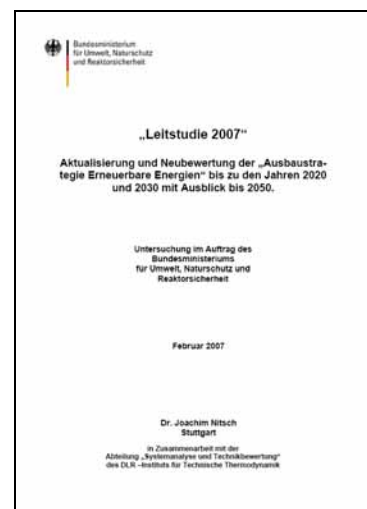 Bundesministerium
für Umwelt, Naturschutz
und Reaktorsicherheit
„Leitstudie 2007“
Aktualisierung und Neubewertung der „Ausbaustra-
tegie Erneuerbare Energien“ bis zu den Jahren 2020
und 2030 mit Ausblick bis 2050.
Untersuchung im Auftrag des
Bundesministeriums
für Umwelt, Naturschutz und
Reaktorsicherheit
Februar 2007
Dr. Joachim Nitsch
Stuttgart
in Zusammenarbeit mit der
Abteilung „Systemanalyse und Technikbewertung“
des DLR –Instituts für Technische Thermodynamik